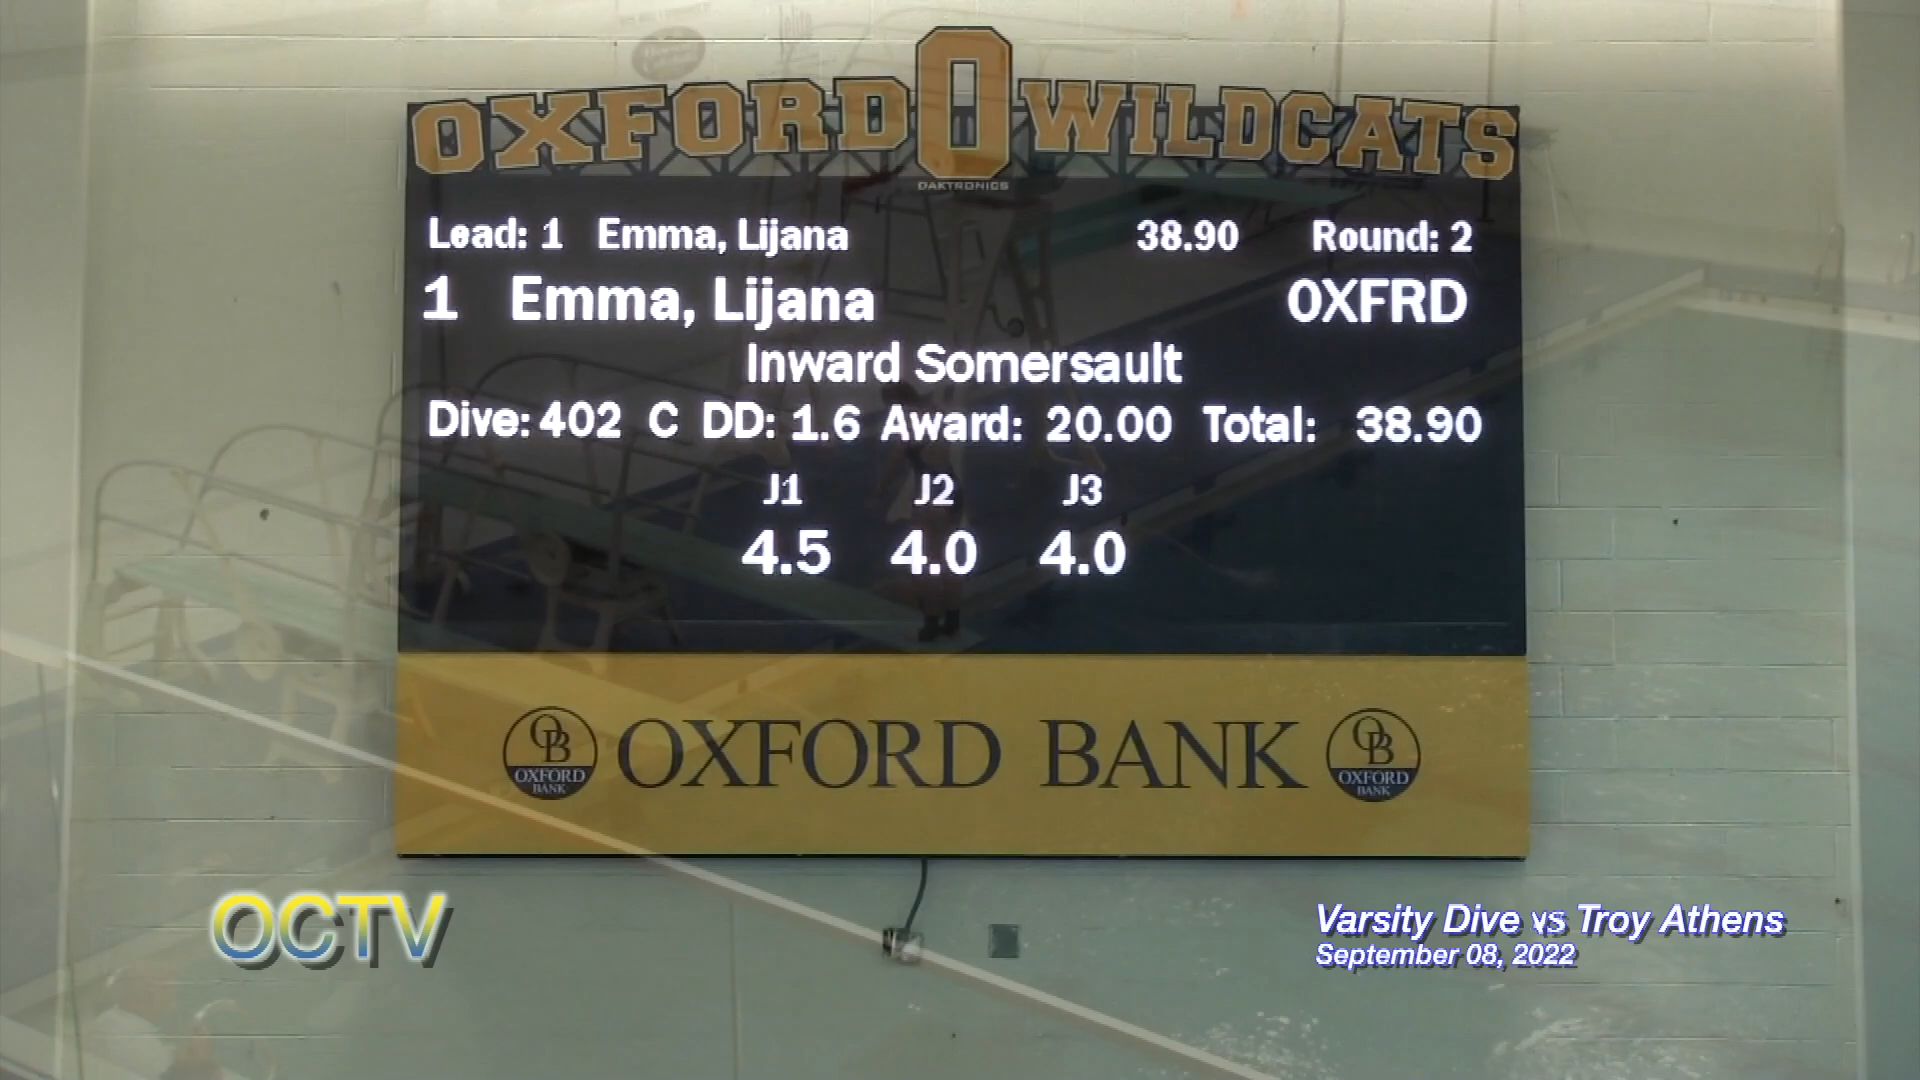 OXFORD O WILDCATS
DAKTRONICS
Lead: 1 Emma, Lijana 38.90 Round: 2
1 Emma, Lijana OXFRD
Inward Somersault
Dive: 402 C DD: 1.6 Award: 20.00 Total: 38.90
J1 J2 J3
4.5 4.0 4.0
OB OXFORD BANK OXFORD BANK OB OXFORD BANK
OCTV
Varsity Dive vs Troy Athens
September 08, 2022